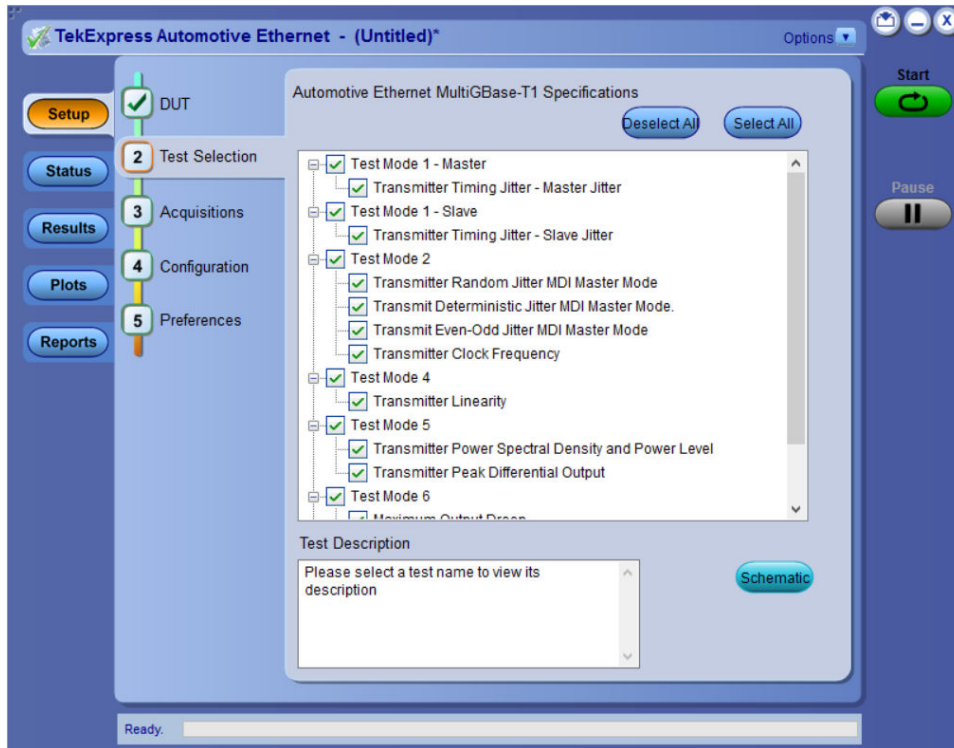 TekExpress Automotive Ethernet - (Untitled)*
Options
X
Start
Pause
Setup
Status
Results
Plots
Reports
DUT
2 Test Selection
3 Acquisitions
4 Configuration
5 Preferences
Automotive Ethernet MultiGBase-T1 Specifications
Deselect All
Select All
Test Mode 1 - Master
Transmitter Timing Jitter - Master Jitter
Test Mode 1 - Slave
Transmitter Timing Jitter - Slave Jitter
Test Mode 2
Transmitter Random Jitter MDI Master Mode
Transmit Deterministic Jitter MDI Master Mode.
Transmit Even-Odd Jitter MDI Master Mode
Transmitter Clock Frequency
Test Mode 4
Transmitter Linearity
Test Mode 5
Transmitter Power Spectral Density and Power Level
Transmitter Peak Differential Output
Test Mode 6
Maximum Output Droop
Test Description
Please select a test name to view its
description
Schematic
Ready.